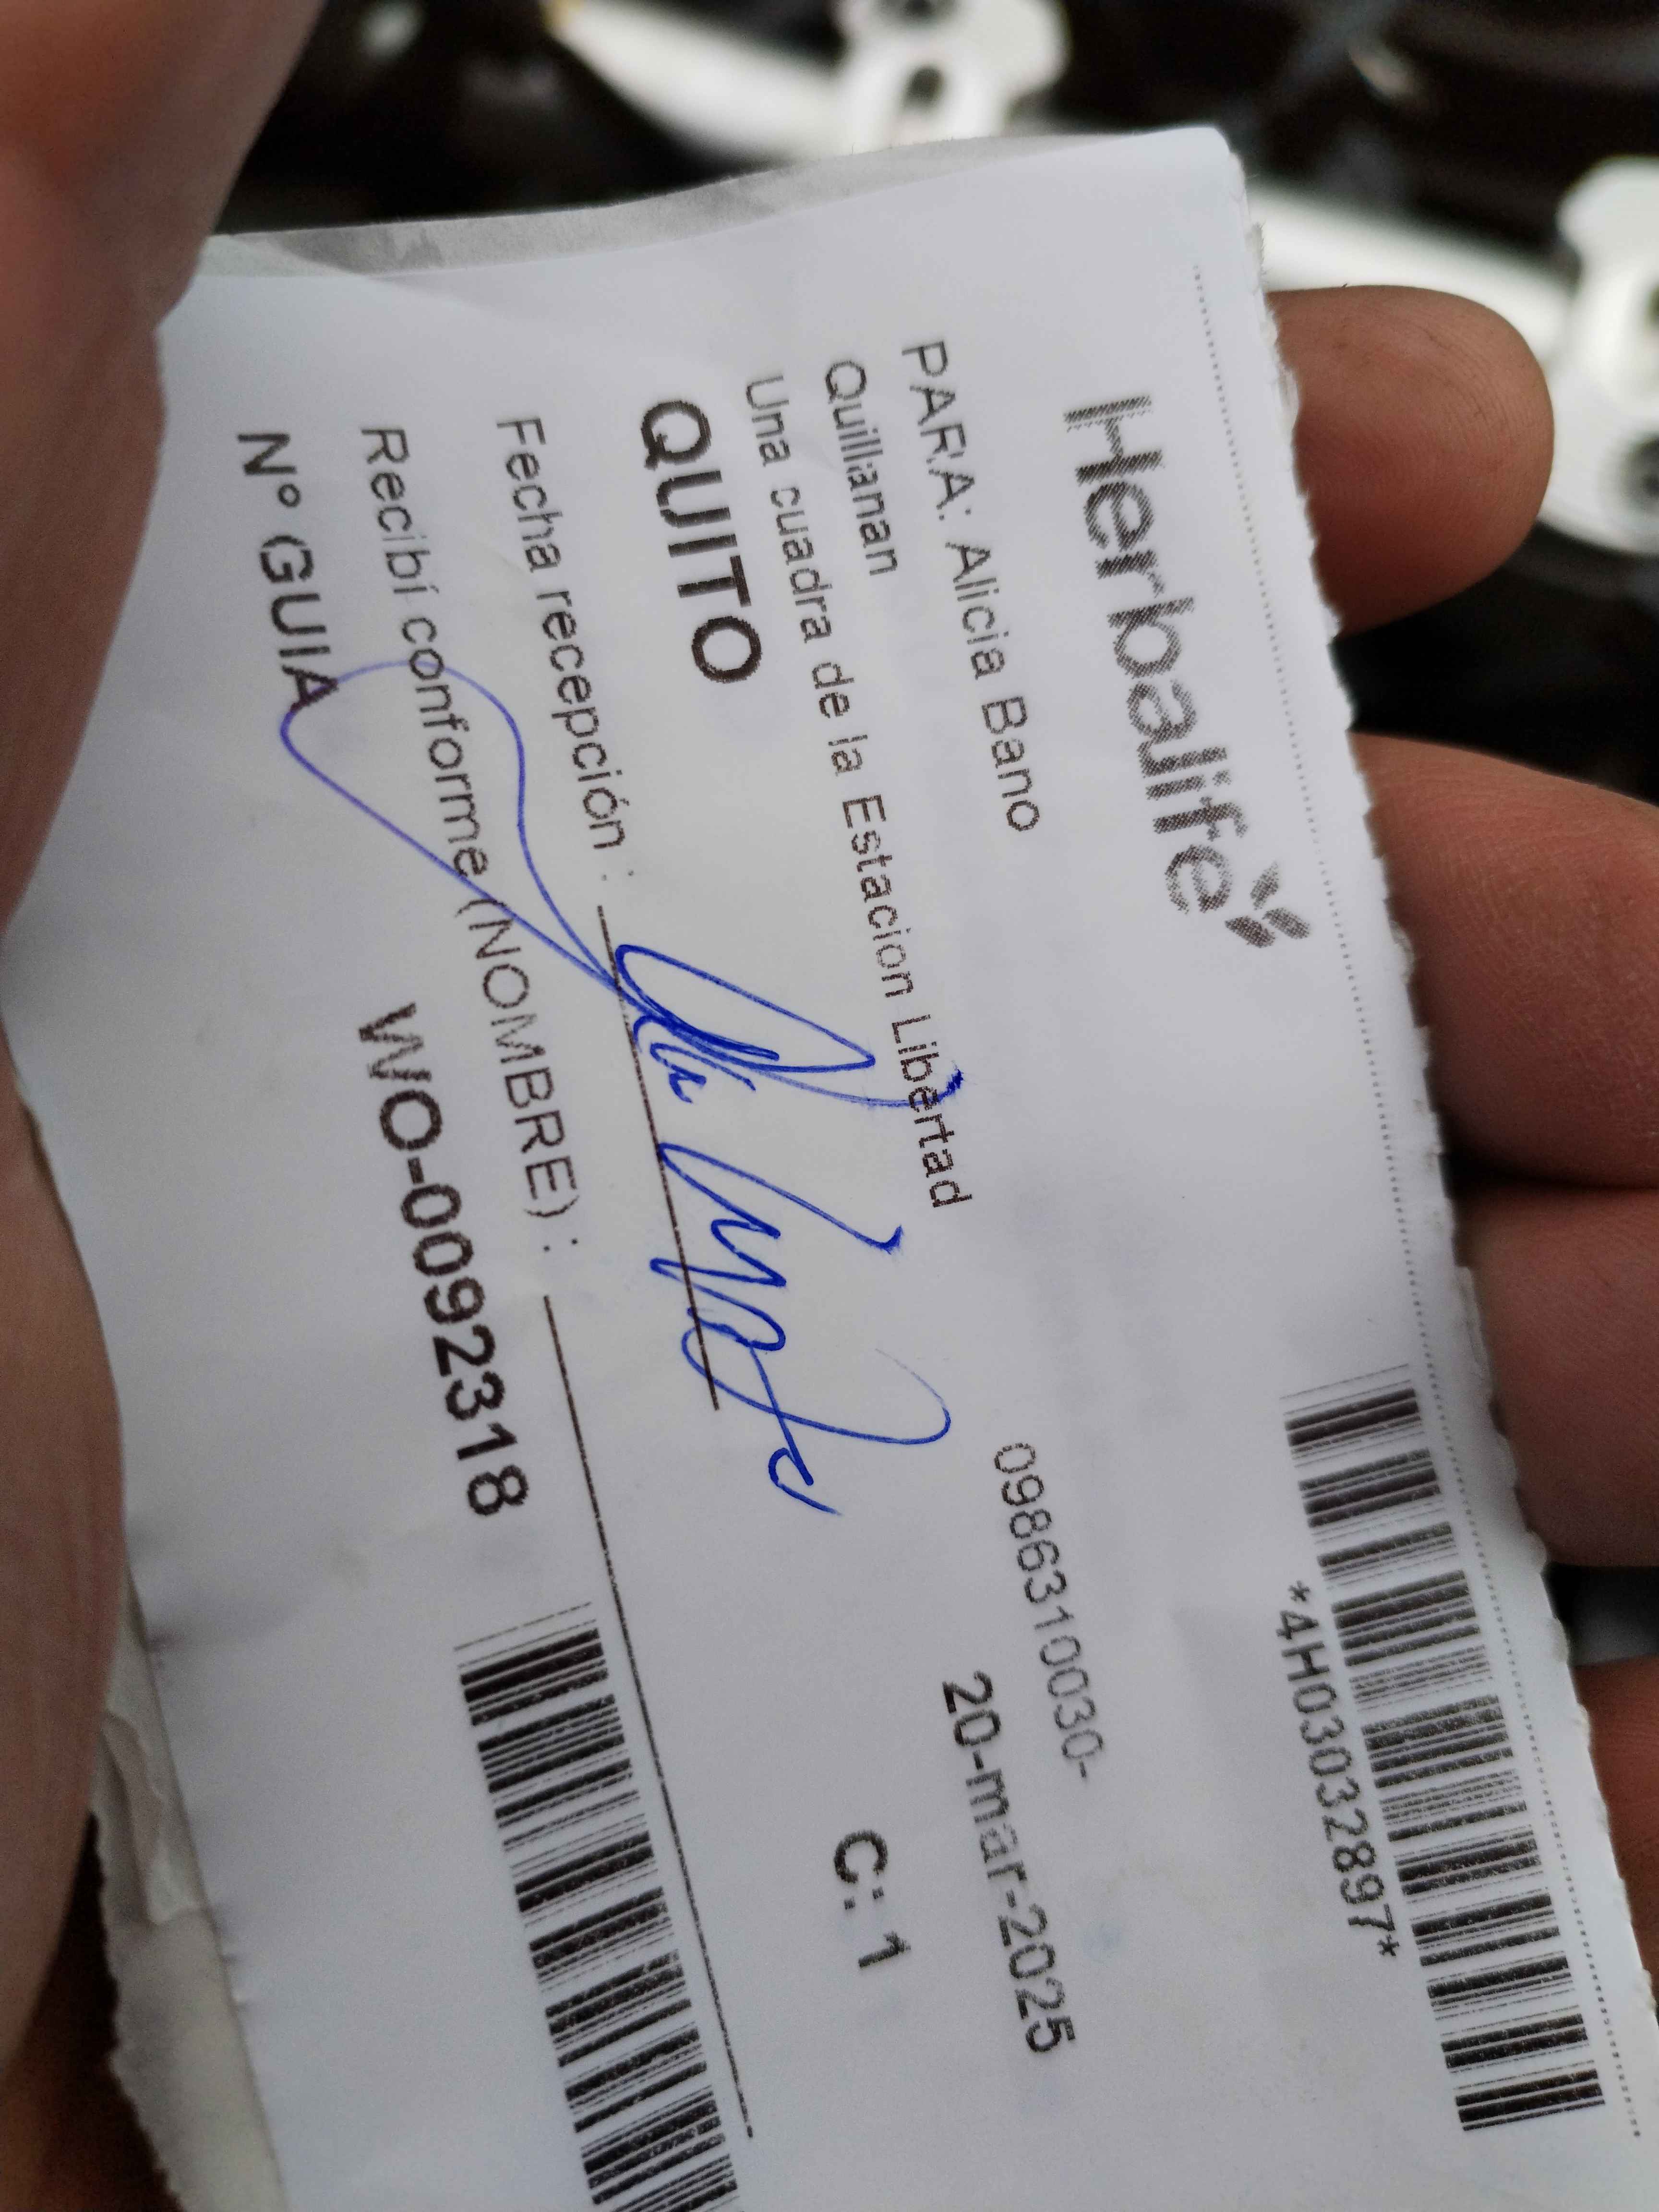 Herbalife
*4H03032897*
PARA: Alicia Bano
0986310030-
Quillanan
20-mar-2025
Una cuadra de la Estacion Libertad
QUITO
C: 1
Fecha recepción :
Recibí conforme (NOMBRE) :
N° GUIA
WO-0092318